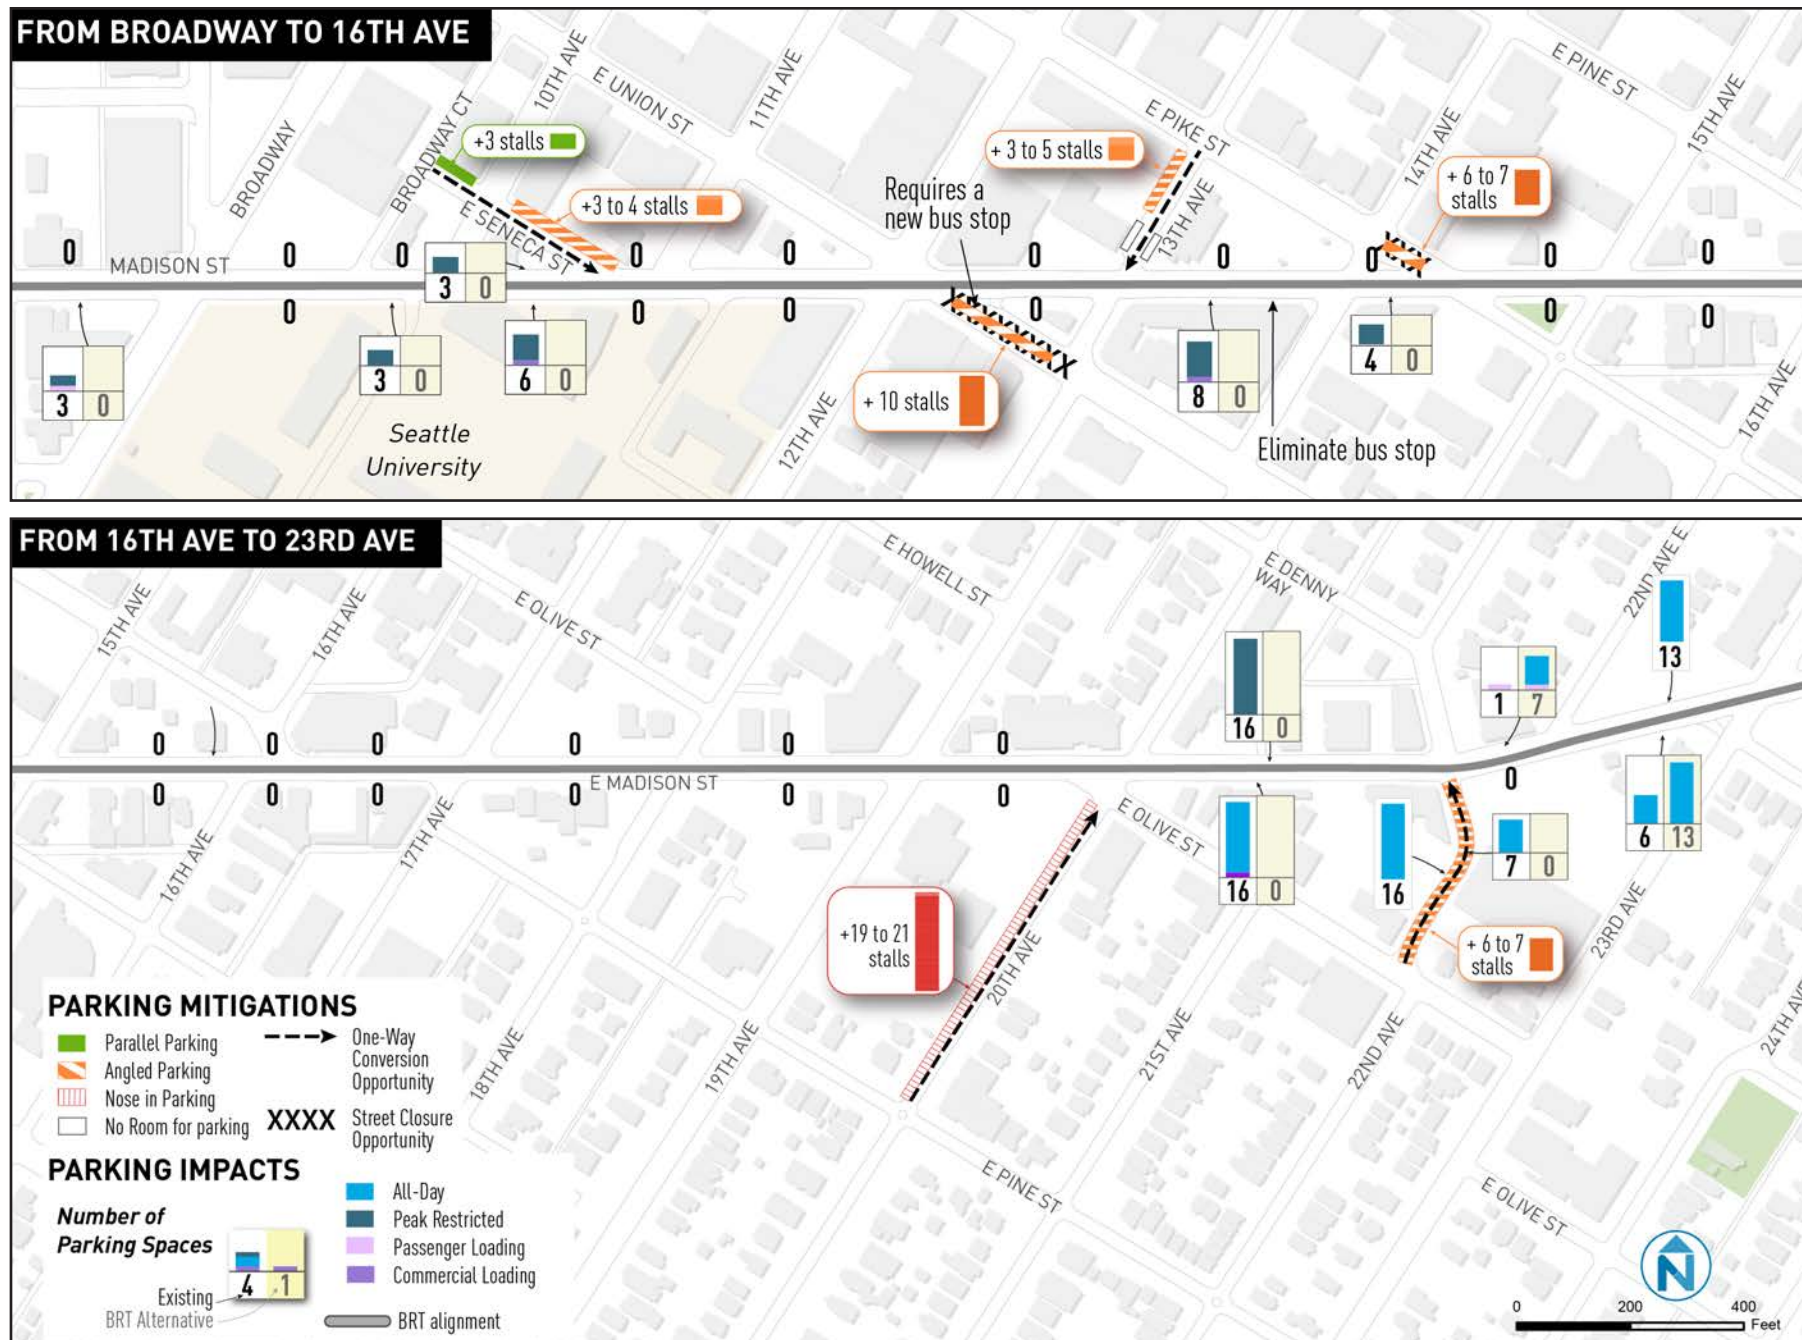 FROM BROADWAY TO 16TH AVE
BROADWAY
BROADWAY CT
10TH AVE
E UNION ST
11TH AVE
E PIKE ST
14TH AVE
E PINE ST
15TH AVE
+3 stalls
+3 to 4 stalls
+ 3 to 5 stalls
+ 6 to 7
stalls
E SENECA ST
Requires a
new bus stop
13TH AVE
MADISON ST
0
0
0
0
0
0
0
0
0
0
3 0
0
0
0
0
0
0
3 0
3 0
6 0
8 0
4 0
+ 10 stalls
Seattle
University
12TH AVE
Eliminate bus stop
16TH AVE
FROM 16TH AVE TO 23RD AVE
15TH AVE
16TH AVE
E OLIVE ST
E HOWELL ST
E DENNY
WAY
22ND AVE E
13
16 0
1 7
0
0
0
0
0
0
E MADISON ST
0
0
0
0
0
0
0
16TH AVE
17TH AVE
E OLIVE ST
16 0
16
7 0
6 13
+19 to 21
stalls
20TH AVE
+ 6 to 7
stalls
23RD AVE
18TH AVE
19TH AVE
21ST AVE
22ND AVE
24TH AVE
E PINE ST
E OLIVE ST
PARKING MITIGATIONS
Parallel Parking
Angled Parking
Nose in Parking
No Room for parking
One-Way
Conversion
Opportunity
XXXX Street Closure
Opportunity
PARKING IMPACTS
Number of
Parking Spaces
4 1
Existing
BRT Alternative
All-Day
Peak Restricted
Passenger Loading
Commercial Loading
BRT alignment
N
0 200 400
Feet